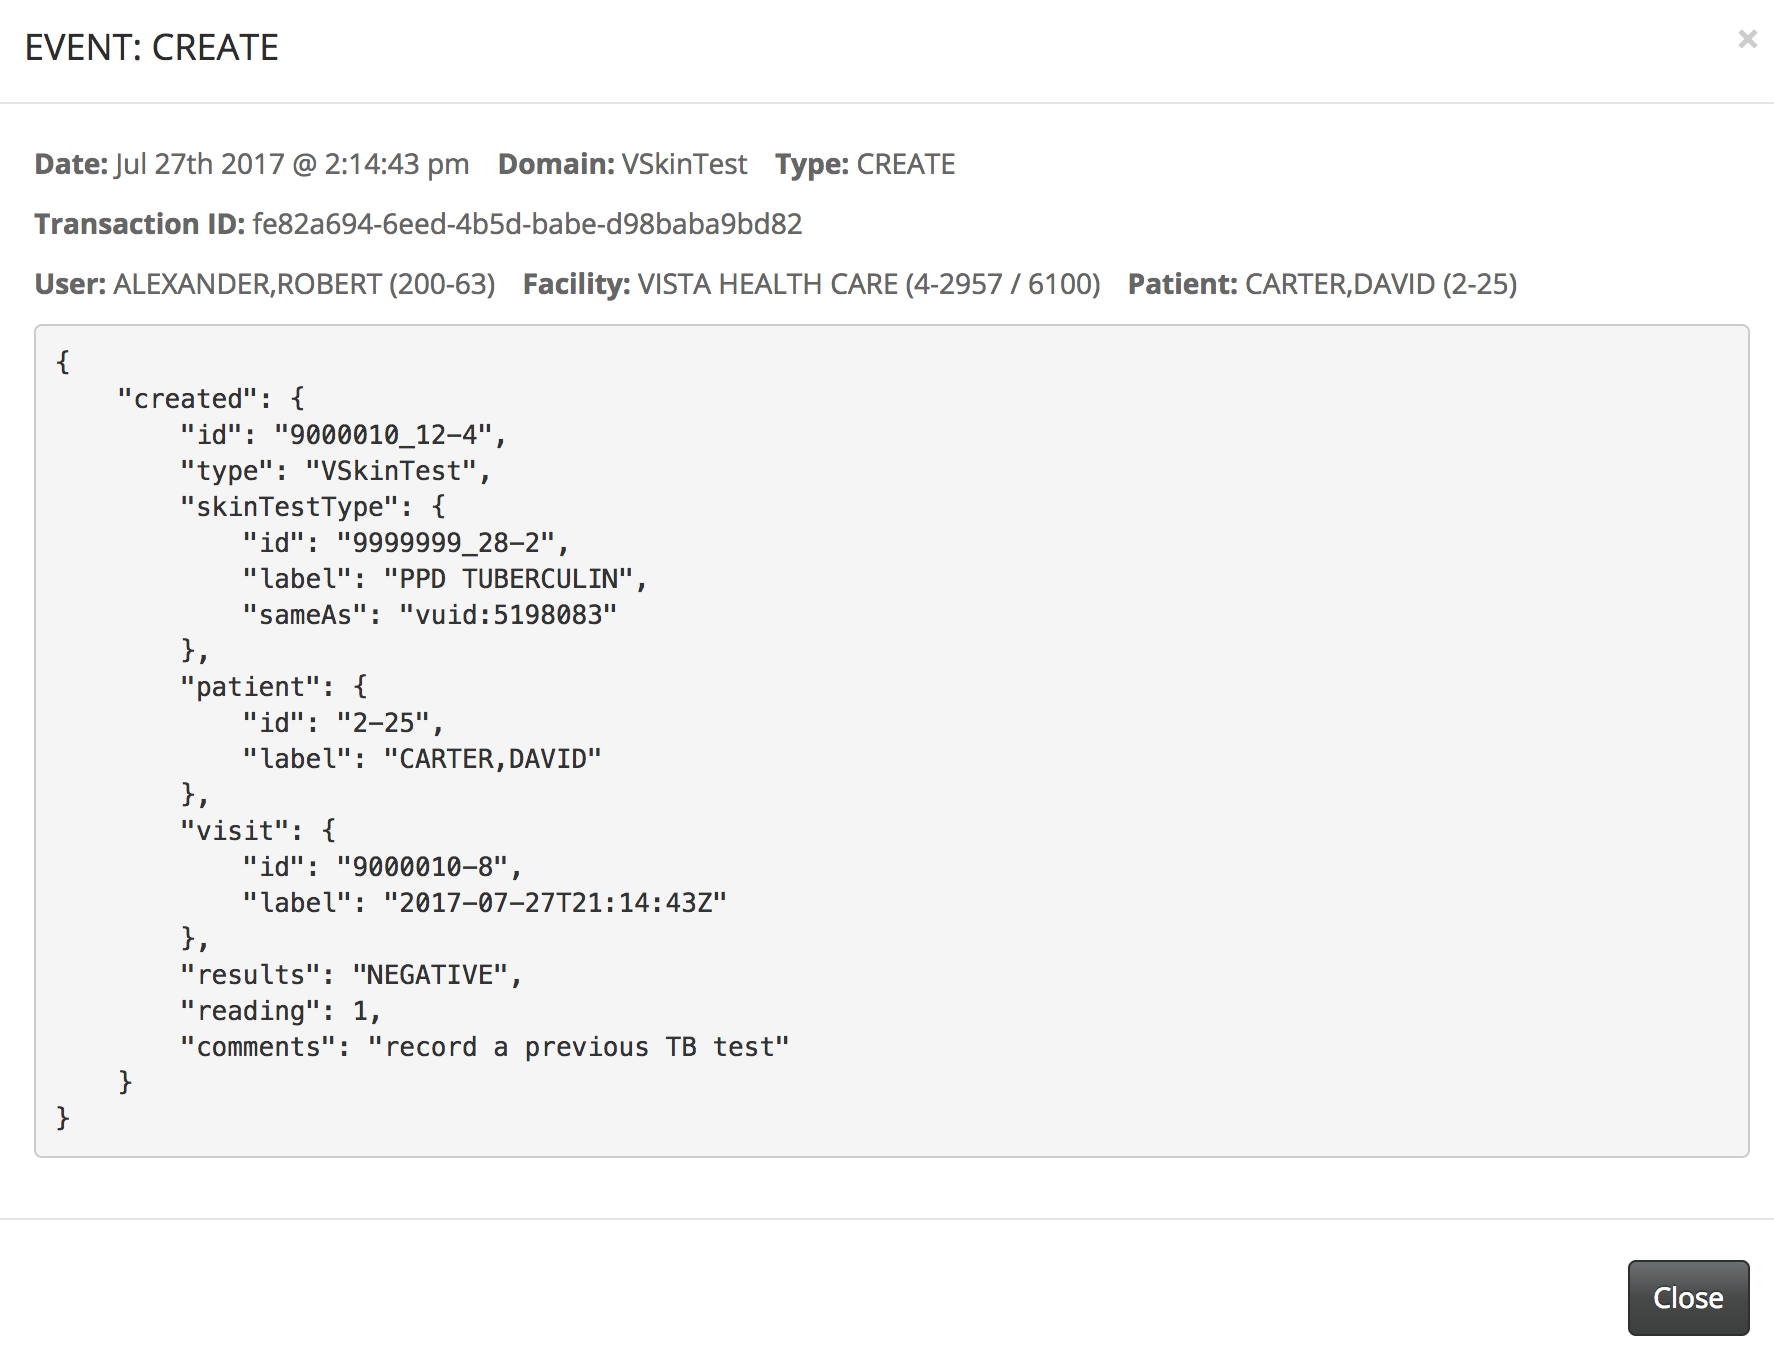 EVENT: CREATE
×
Date: Jul 27th 2017 @ 2:14:43 pm Domain: VSkinTest Type: CREATE
Transaction ID: fe82a694-6eed-4b5d-babe-d98baba9bd82
User: ALEXANDER,ROBERT (200-63) Facility: VISTA HEALTH CARE (4-2957 / 6100) Patient: CARTER,DAVID (2-25)
{
    "created": {
        "id": "9000010_12-4",
        "type": "VSkinTest",
        "skinTestType": {
            "id": "9999999_28-2",
            "label": "PPD TUBERCULIN",
            "sameAs": "vuid:5198083"
        },
        "patient": {
            "id": "2-25",
            "label": "CARTER,DAVID"
        },
        "visit": {
            "id": "9000010-8",
            "label": "2017-07-27T21:14:43Z"
        },
        "results": "NEGATIVE",
        "reading": 1,
        "comments": "record a previous TB test"
    }
}
Close